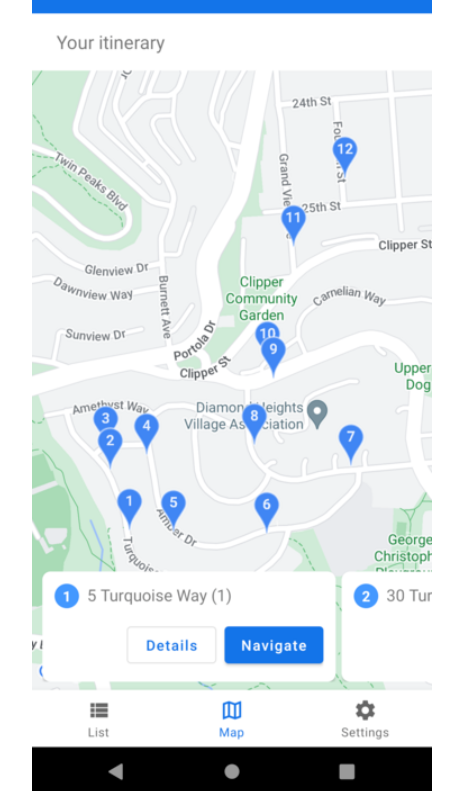 Your itinerary
24th St
12
Twin Peaks Blvd
Grand Vie
25th St
11
Clipper St
Glenview Dr
Dawnview Way
Burnett Ave
Clipper
Community
Garden
Carnelian Way
Sunview Dr
Portola Dr
10
9
Clipper St
Upper
Dog
Amethyst Way
Diamond Heights
Village Association
3
4
8
2
7
1
5
6
Amber Dr
Turquois
George
Christoph
Playground
1 5 Turquoise Way (1)
2 30 Tur
Details
Navigate
List
Map
Settings